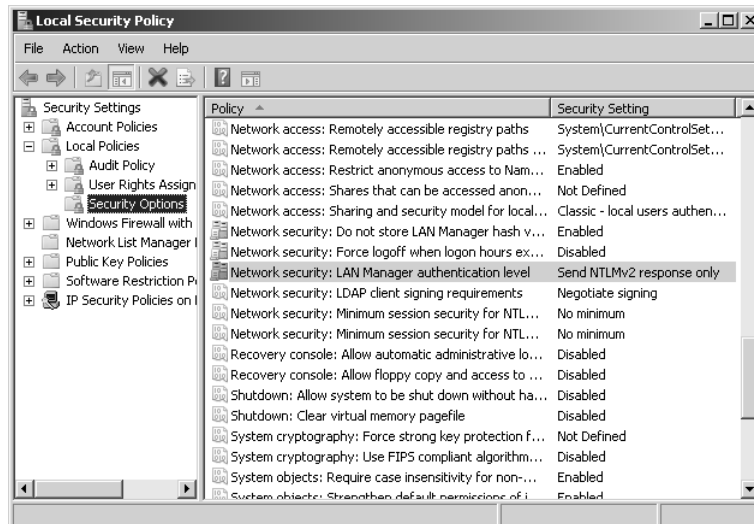 Local Security Policy
File Action View Help
Security Settings
Account Policies
Local Policies
Audit Policy
User Rights Assign
Security Options
Windows Firewall with
Network List Manager
Public Key Policies
Software Restriction
IP Security Policies on
Policy Security Setting
Network access: Remotely accessible registry paths System\CurrentControlSet...
Network access: Remotely accessible registry paths ... System\CurrentControlSet...
Network access: Restrict anonymous access to Nam... Enabled
Network access: Shares that can be accessed anon... Not Defined
Network access: Sharing and security model for local... Classic - local users authen...
Network security: Do not store LAN Manager hash v... Enabled
Network security: Force logoff when logon hours ex... Disabled
Network security: LAN Manager authentication level Send NTLMv2 response only
Network security: LDAP client signing requirements Negotiate signing
Network security: Minimum session security for NTL... No minimum
Network security: Minimum session security for NTL... No minimum
Recovery console: Allow automatic administrative lo... Disabled
Recovery console: Allow floppy copy and access to ... Disabled
Shutdown: Allow system to be shut down without ha... Disabled
Shutdown: Clear virtual memory pagefile Disabled
System cryptography: Force strong key protection f... Not Defined
System cryptography: Use FIPS compliant algorithm... Disabled
System objects: Require case insensitivity for non-... Enabled
System objects: Strengthen default permissions of i... Enabled